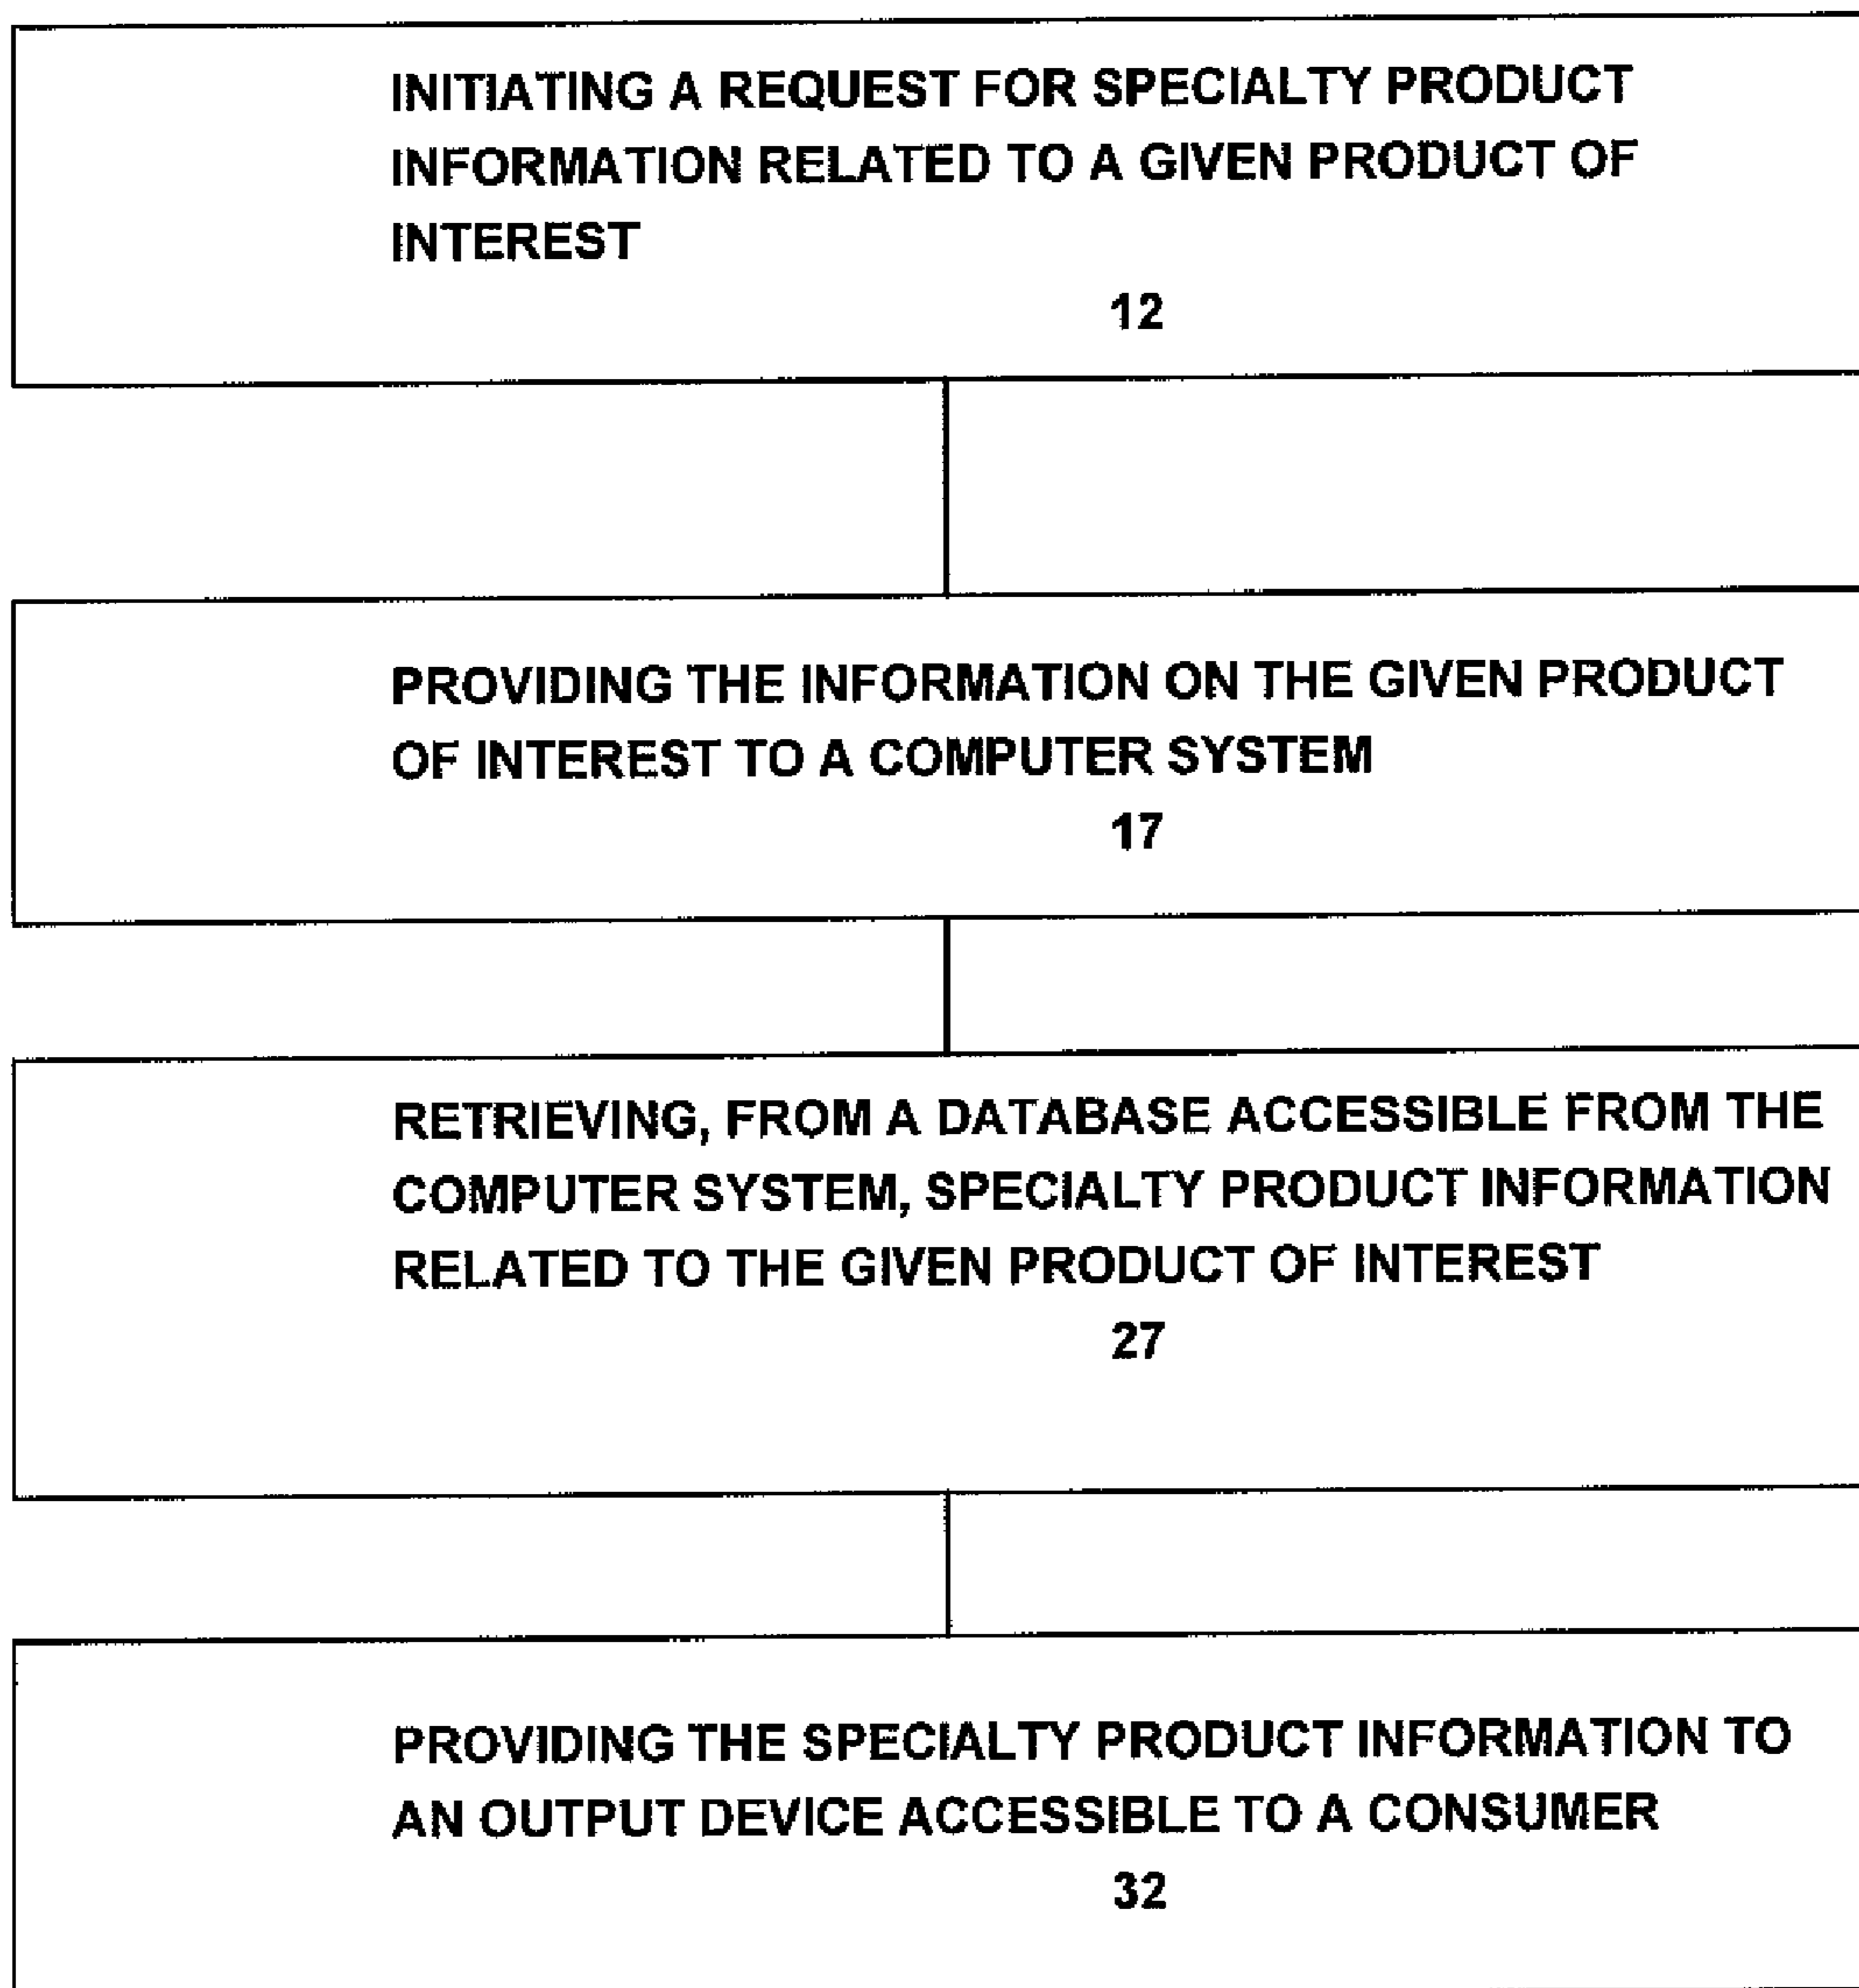 INITIATING A REQUEST FOR SPECIALTY PRODUCT
INFORMATION RELATED TO A GIVEN PRODUCT OF
INTEREST
12
PROVIDING THE INFORMATION ON THE GIVEN PRODUCT
OF INTEREST TO A COMPUTER SYSTEM
17
RETRIEVING, FROM A DATABASE ACCESSIBLE FROM THE
COMPUTER SYSTEM, SPECIALTY PRODUCT INFORMATION
RELATED TO THE GIVEN PRODUCT OF INTEREST
27
PROVIDING THE SPECIALTY PRODUCT INFORMATION TO
AN OUTPUT DEVICE ACCESSIBLE TO A CONSUMER
32